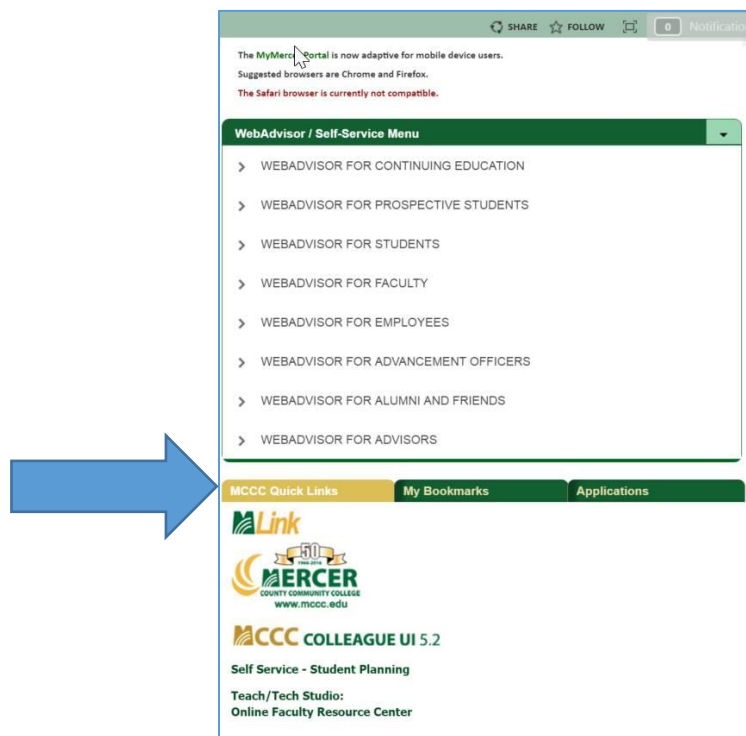 SHARE FOLLOW 0 Notificatio
The MyMercer Portal is now adaptive for mobile device users.
Suggested browsers are Chrome and Firefox.
The Safari browser is currently not compatible.
WebAdvisor / Self-Service Menu
WEBADVISOR FOR CONTINUING EDUCATION
WEBADVISOR FOR PROSPECTIVE STUDENTS
WEBADVISOR FOR STUDENTS
WEBADVISOR FOR FACULTY
WEBADVISOR FOR EMPLOYEES
WEBADVISOR FOR ADVANCEMENT OFFICERS
WEBADVISOR FOR ALUMNI AND FRIENDS
WEBADVISOR FOR ADVISORS
MCCC Quick Links My Bookmarks Applications
MLink
50
1966-2016
MERCER
COUNTY COMMUNITY COLLEGE
www.mccc.edu
MCCC COLLEAGUE UI 5.2
Self Service - Student Planning
Teach/Tech Studio:
Online Faculty Resource Center